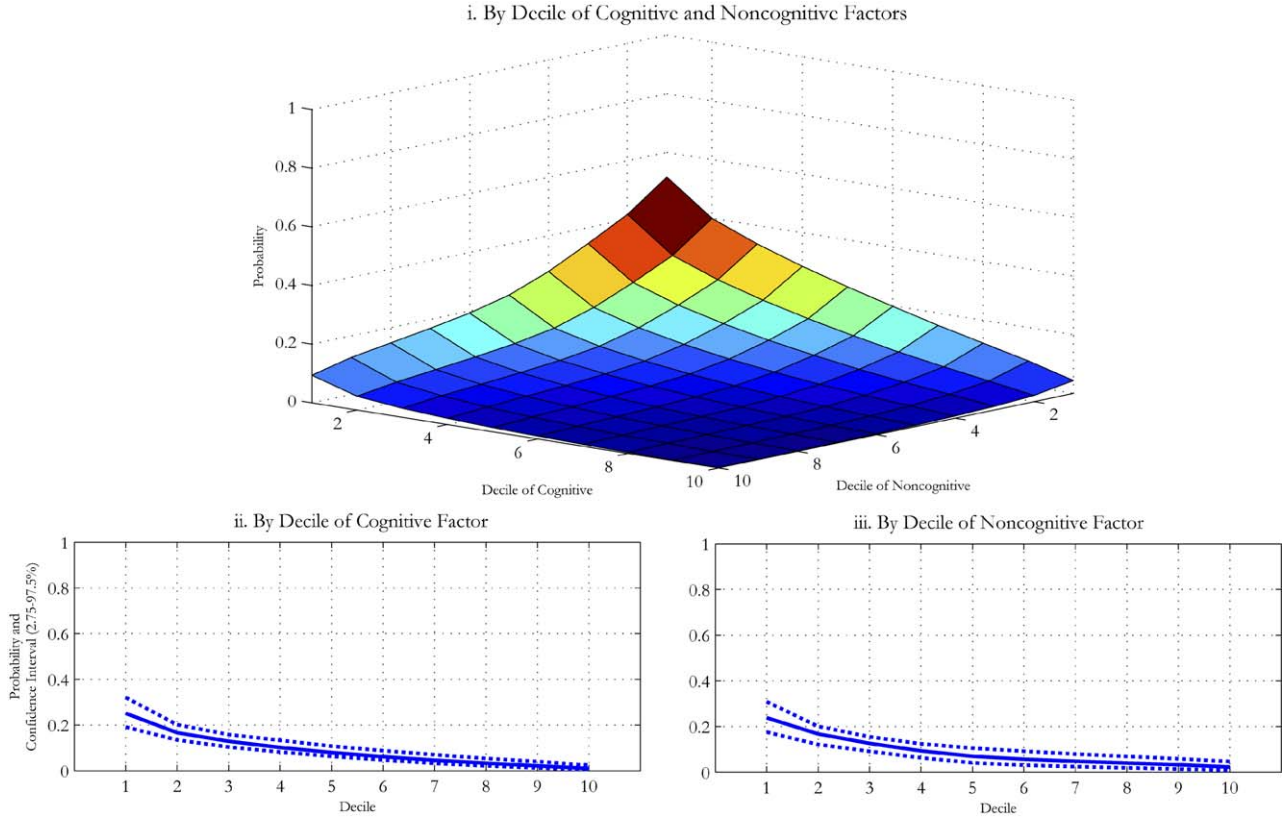 i. By Decile of Cognitive and Noncognitive Factors
1
0.8
0.6
0.4
0.2
0
Probability
2
4
6
8
10
Decile of Cognitive
10
8
6
4
2
Decile of Noncognitive
ii. By Decile of Cognitive Factor
Probability and
Confidence Interval (2.75-97.5%)
1
0.8
0.6
0.4
0.2
0
1 2 3 4 5 6 7 8 9 10
Decile
iii. By Decile of Noncognitive Factor
1
0.8
0.6
0.4
0.2
0
1 2 3 4 5 6 7 8 9 10
Decile